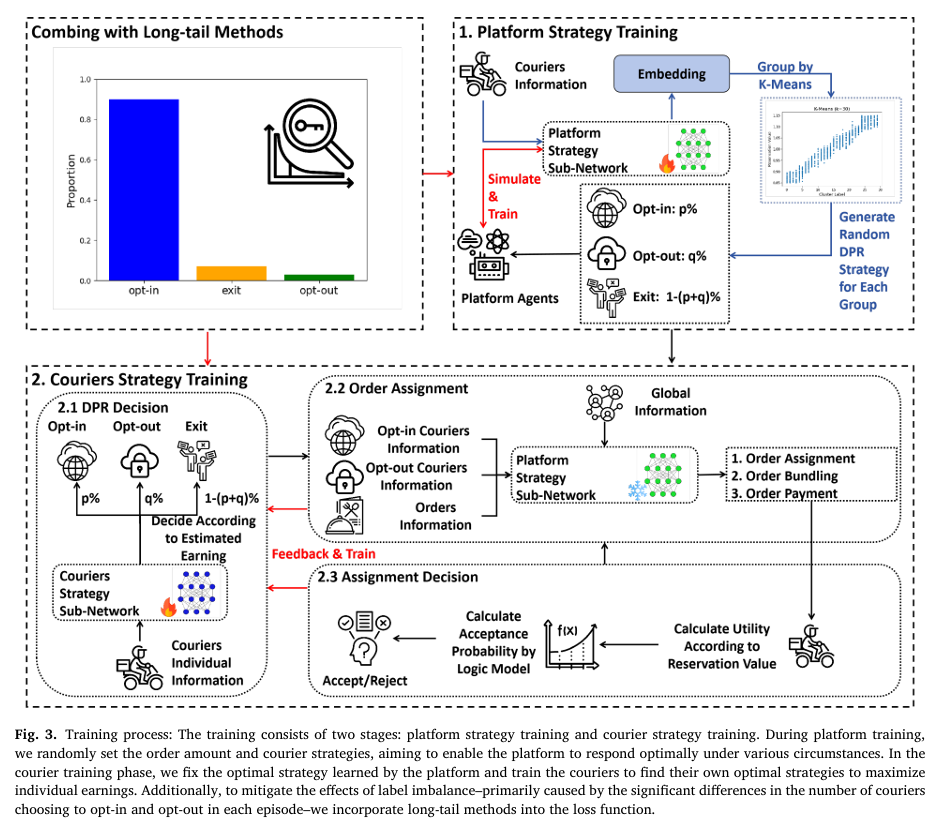 Combing with Long-tail Methods
1.0
0.8
0.6
0.4
0.2
0.0
Proportion
opt-in
exit
opt-out
1. Platform Strategy Training
Couriers
Information
Embedding
Group by
K-Means
Platform
Strategy
Sub-Network
Simulate
&
Train
Platform Agents
Opt-in: p%
Opt-out: q%
Exit: 1-(p+q)%
Cluster Label
Generate
Random
DPR
Strategy
for Each
Group
2. Couriers Strategy Training
2.1 DPR Decision
Opt-in
Opt-out
Exit
p%
q%
1-(p+q)%
Decide According
to Estimated
Earning
Couriers
Strategy
Sub-Network
Couriers
Individual
Information
Feedback & Train
2.2 Order Assignment
Opt-in Couriers
Information
Opt-out Couriers
Information
Orders
Information
Global
Information
Platform
Strategy
Sub-Network
1. Order Assignment
2. Order Bundling
3. Order Payment
2.3 Assignment Decision
Accept/Reject
Calculate
Acceptance
Probability by
Logic Model
f(X)
Calculate Utility
According to
Reservation Value
Fig. 3. Training process: The training consists of two stages: platform strategy training and courier strategy training. During platform training,
we randomly set the order amount and courier strategies, aiming to enable the platform to respond optimally under various circumstances. In the
courier training phase, we fix the optimal strategy learned by the platform and train the couriers to find their own optimal strategies to maximize
individual earnings. Additionally, to mitigate the effects of label imbalance–primarily caused by the significant differences in the number of couriers
choosing to opt-in and opt-out in each episode–we incorporate long-tail methods into the loss function.